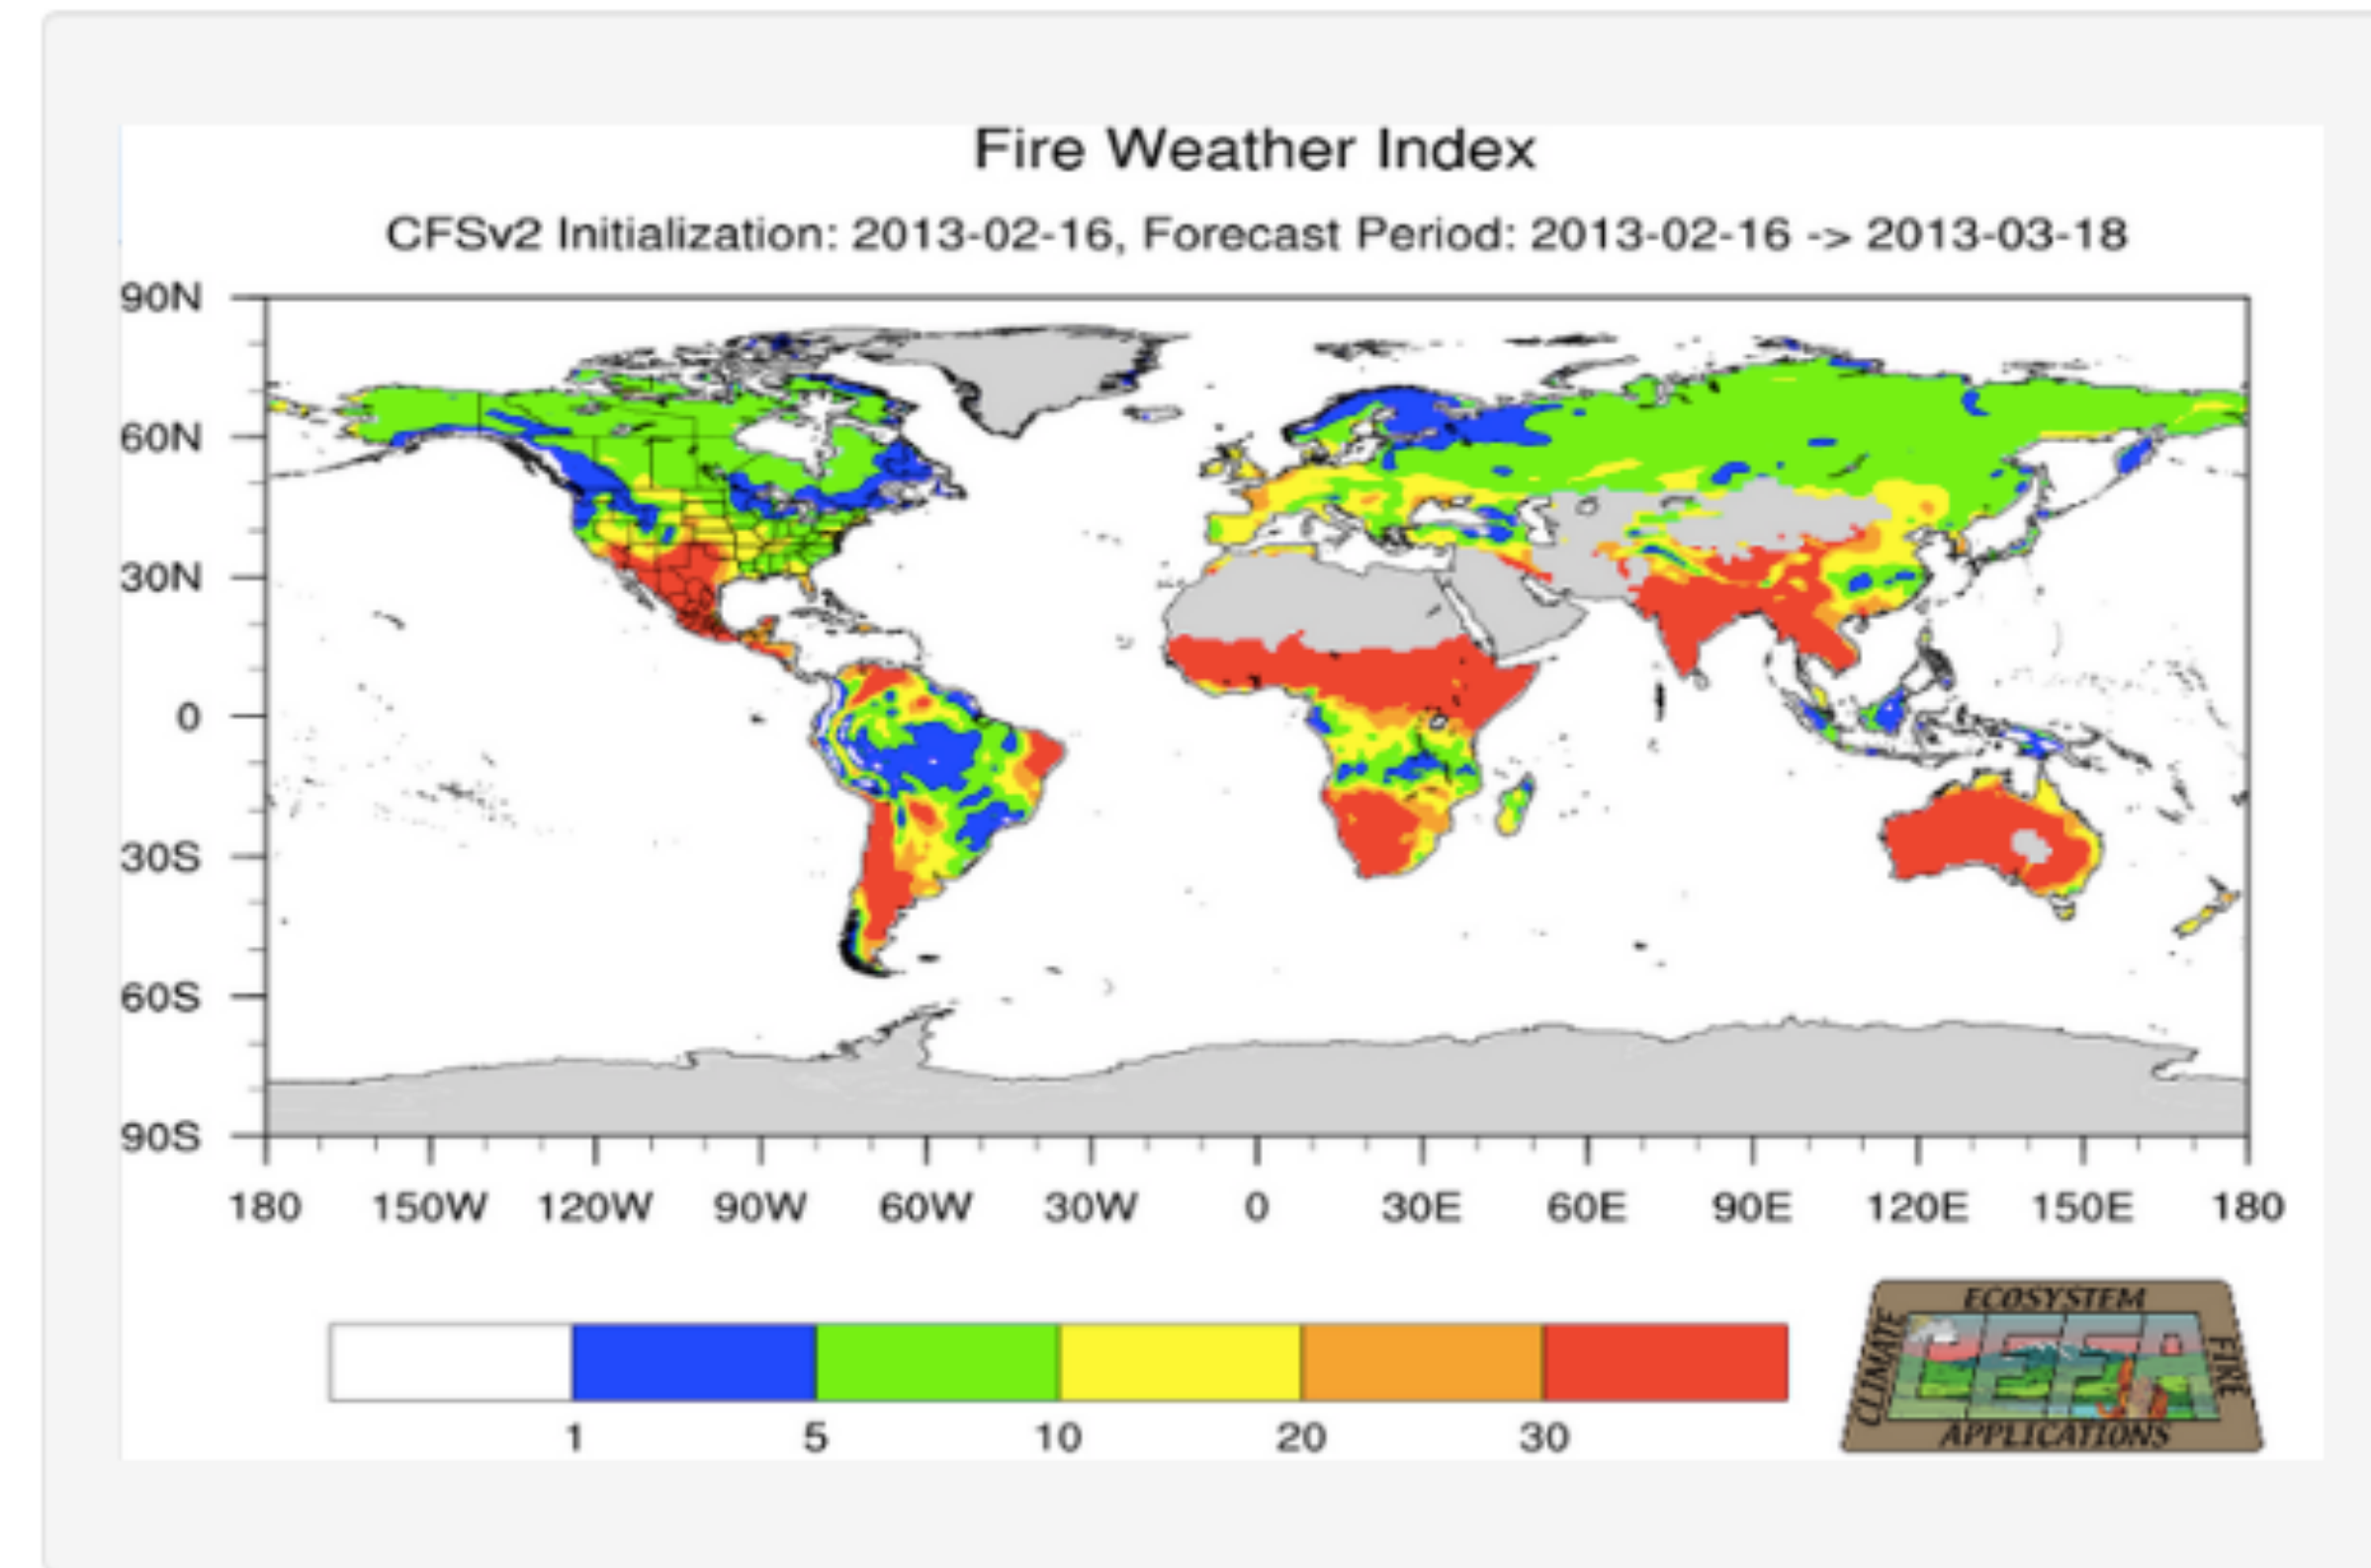 Fire Weather Index
CFSv2 Initialization: 2013-02-16, Forecast Period: 2013-02-16 -> 2013-03-18
90N
60N
30N
0
30S
60S
90S
180 150W 120W 90W 60W 30W 0 30E 60E 90E 120E 150E 180
1 5 10 20 30
ECOSYSTEM
CLIMATE
CEFA
FIRE
APPLICATIONS